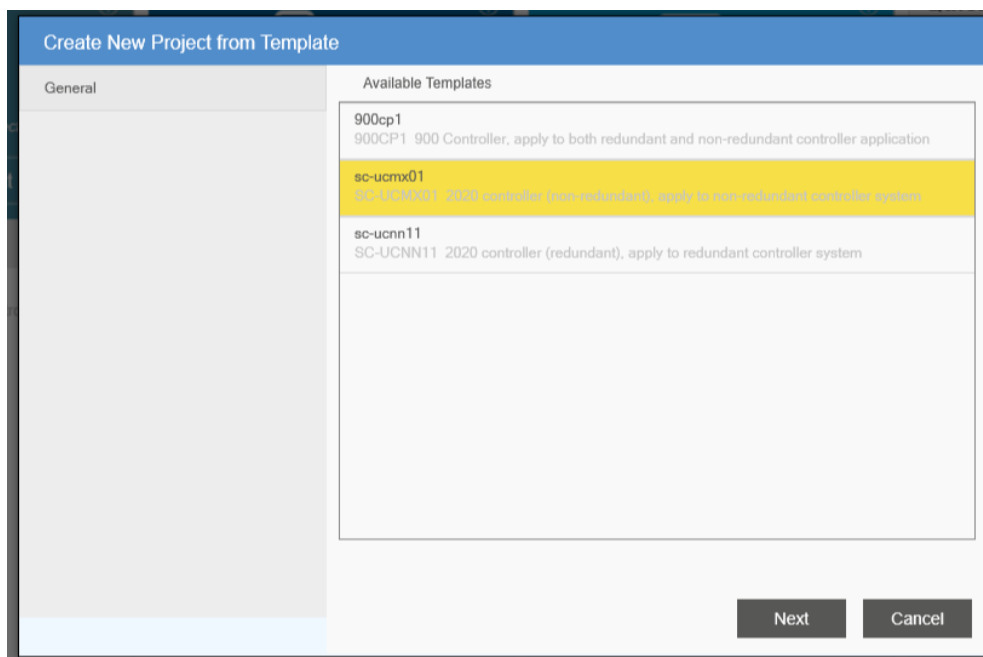 Create New Project from Template
General
Available Templates
900cp1
900CP1  900 Controller, apply to both redundant and non-redundant controller application
sc-ucmx01
SC-UCMX01  2020 controller (non-redundant), apply to non-redundant controller system
sc-ucnn11
SC-UCNN11  2020 controller (redundant), apply to redundant controller system
Next
Cancel